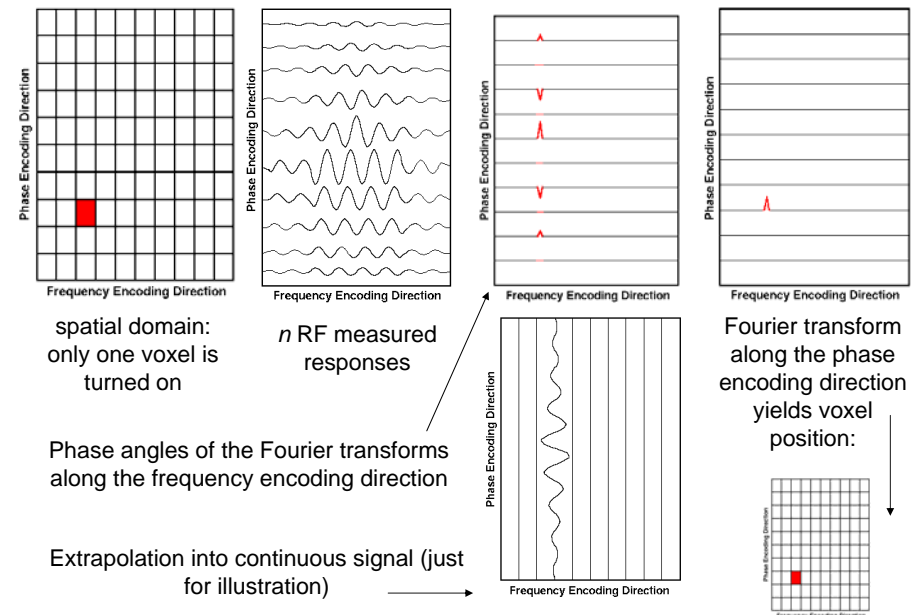 Phase Encoding Direction
Frequency Encoding Direction
Phase Encoding Direction
Frequency Encoding Direction
Phase Encoding Direction
Frequency Encoding Direction
Phase Encoding Direction
Frequency Encoding Direction
spatial domain:
only one voxel is
turned on
n RF measured
responses
Fourier transform
along the phase
encoding direction
yields voxel
position:
Phase angles of the Fourier transforms
along the frequency encoding direction
Phase Encoding Direction
Frequency Encoding Direction
Extrapolation into continuous signal (just
for illustration)
Phase Encoding Direction
Frequency Encoding Direction